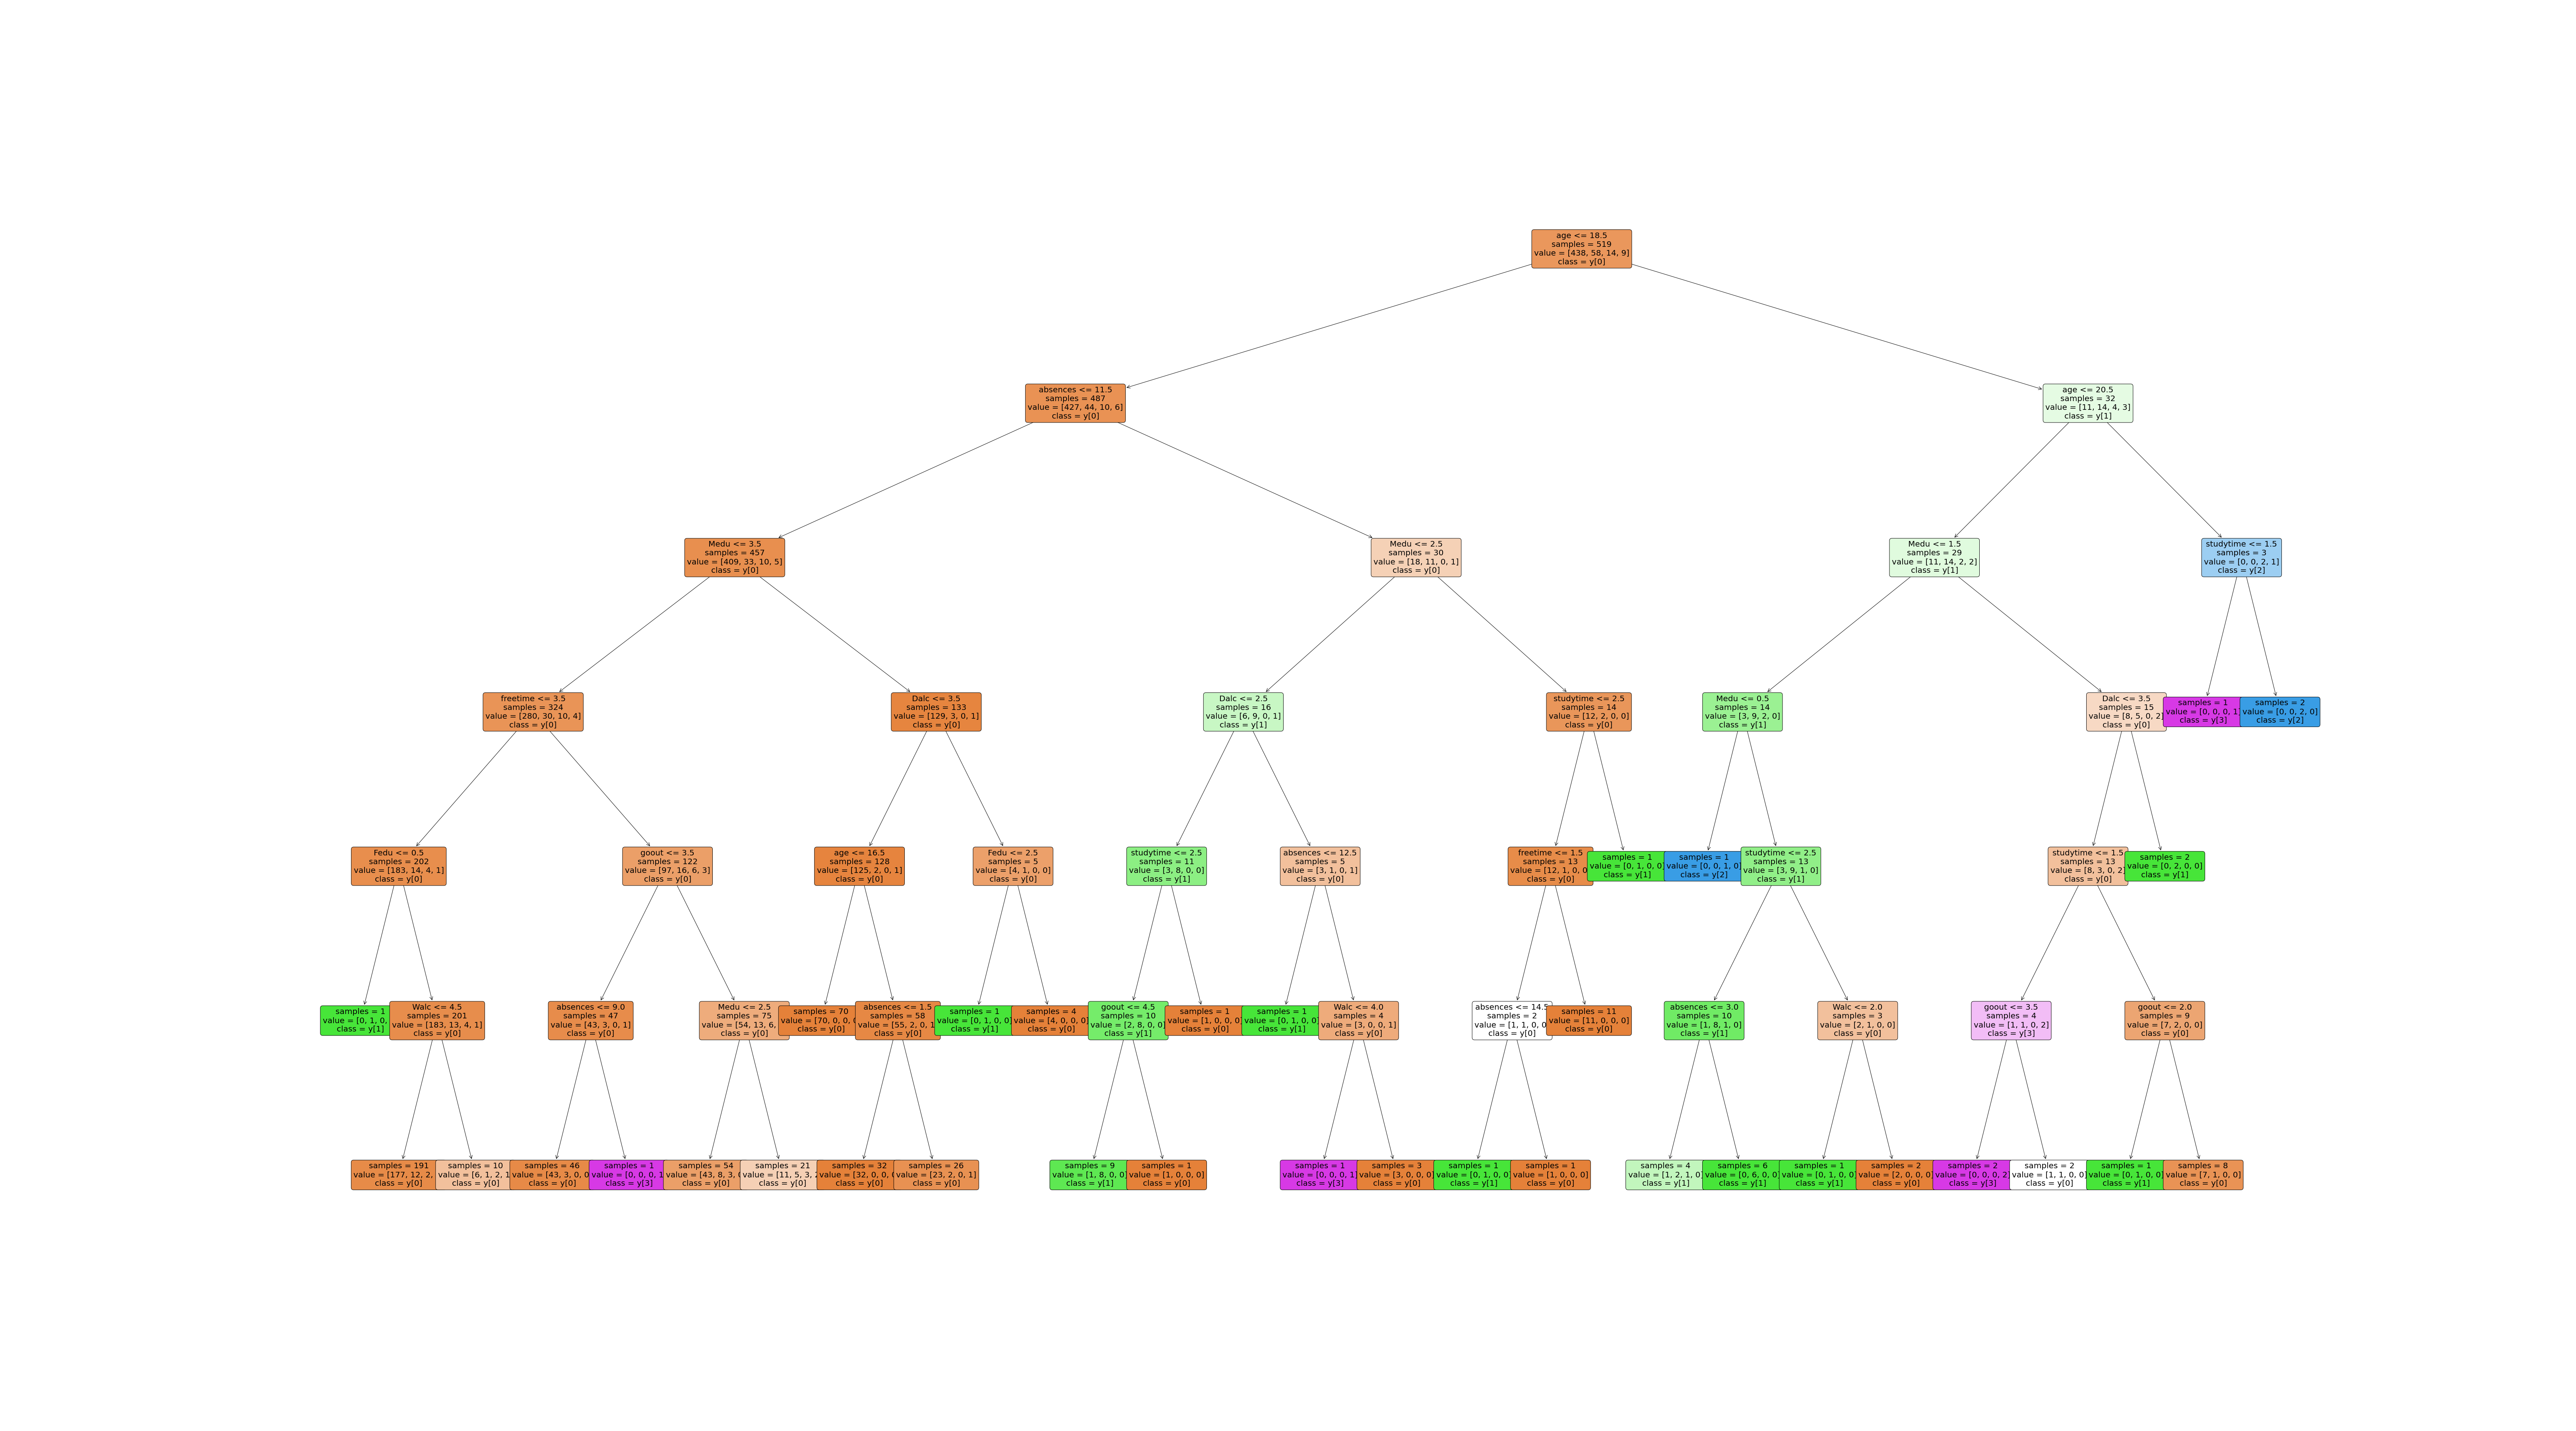 age <= 18.5
samples = 519
value = [438, 58, 14, 9]
class = y[0]
absences <= 11.5
samples = 487
value = [427, 44, 10, 6]
class = y[0]
age <= 20.5
samples = 32
value = [11, 14, 4, 3]
class = y[1]
Medu <= 3.5
samples = 457
value = [409, 33, 10, 5]
class = y[0]
Medu <= 2.5
samples = 30
value = [18, 11, 0, 1]
class = y[0]
Medu <= 1.5
samples = 29
value = [11, 14, 2, 2]
class = y[1]
studytime <= 1.5
samples = 3
value = [0, 0, 2, 1]
class = y[2]
freetime <= 3.5
samples = 324
value = [280, 30, 10, 4]
class = y[0]
Dalc <= 3.5
samples = 133
value = [129, 3, 0, 1]
class = y[0]
Dalc <= 2.5
samples = 16
value = [6, 9, 0, 1]
class = y[1]
studytime <= 2.5
samples = 14
value = [12, 2, 0, 0]
class = y[0]
Medu <= 0.5
samples = 14
value = [3, 9, 2, 0]
class = y[1]
Dalc <= 3.5
samples = 15
value = [8, 5, 0, 2]
class = y[0]
samples = 1
value = [0, 0, 0, 1
class = y[3]
samples = 2
value = [0, 0, 2, 0]
class = y[2]
Fedu <= 0.5
samples = 202
value = [183, 14, 4, 1]
class = y[0]
goout <= 3.5
samples = 122
value = [97, 16, 6, 3]
class = y[0]
age <= 16.5
samples = 128
value = [125, 2, 0, 1]
class = y[0]
Fedu <= 2.5
samples = 5
value = [4, 1, 0, 0]
class = y[0]
studytime <= 2.5
samples = 11
value = [3, 8, 0, 0]
class = y[1]
absences <= 12.5
samples = 5
value = [3, 1, 0, 1]
class = y[0]
freetime <= 1.5
samples = 13
value = [12, 1, 0, 0
class = y[0]
samples = 1
value = [0, 1, 0, 0]
class = y[1]
samples = 1
value = [0, 0, 1, 0]
class = y[2]
studytime <= 2.5
samples = 13
value = [3, 9, 1, 0]
class = y[1]
studytime <= 1.5
samples = 13
value = [8, 3, 0, 2]
class = y[0]
samples = 2
value = [0, 2, 0, 0]
class = y[1]
samples = 1
value = [0, 1, 0,
class = y[1]
Walc <= 4.5
samples = 201
value = [183, 13, 4, 1]
class = y[0]
absences <= 9.0
samples = 47
value = [43, 3, 0, 1]
class = y[0]
Medu <= 2.5
samples = 75
value = [54, 13, 6,
class = y[0]
samples = 70
value = [70, 0, 0, 0
class = y[0]
absences <= 1.5
samples = 58
value = [55, 2, 0, 1
class = y[0]
samples = 1
value = [0, 1, 0, 0]
class = y[1]
samples = 4
value = [4, 0, 0, 0]
class = y[0]
goout <= 4.5
samples = 10
value = [2, 8, 0, 0]
class = y[1]
samples = 1
value = [1, 0, 0, 0]
class = y[0]
samples = 1
value = [0, 1, 0, 0]
class = y[1]
Walc <= 4.0
samples = 4
value = [3, 0, 0, 1]
class = y[0]
absences <= 14.5
samples = 2
value = [1, 1, 0, 0
class = y[0]
samples = 11
value = [11, 0, 0, 0]
class = y[0]
absences <= 3.0
samples = 10
value = [1, 8, 1, 0]
class = y[1]
Walc <= 2.0
samples = 3
value = [2, 1, 0, 0]
class = y[0]
goout <= 3.5
samples = 4
value = [1, 1, 0, 2]
class = y[3]
goout <= 2.0
samples = 9
value = [7, 2, 0, 0]
class = y[0]
samples = 191
value = [177, 12, 2,
class = y[0]
samples = 10
value = [6, 1, 2, 1
class = y[0]
samples = 46
value = [43, 3, 0, 0
class = y[0]
samples = 1
value = [0, 0, 0, 1
class = y[3]
samples = 54
value = [43, 8, 3, 0
class = y[0]
samples = 21
value = [11, 5, 3, 2
class = y[0]
samples = 32
value = [32, 0, 0, 0
class = y[0]
samples = 26
value = [23, 2, 0, 1]
class = y[0]
samples = 9
value = [1, 8, 0, 0]
class = y[1]
samples = 1
value = [1, 0, 0, 0]
class = y[0]
samples = 1
value = [0, 0, 0, 1]
class = y[3]
samples = 3
value = [3, 0, 0, 0]
class = y[0]
samples = 1
value = [0, 1, 0, 0]
class = y[1]
samples = 1
value = [1, 0, 0, 0]
class = y[0]
samples = 4
value = [1, 2, 1, 0]
class = y[1]
samples = 6
value = [0, 6, 0, 0]
class = y[1]
samples = 1
value = [0, 1, 0, 0]
class = y[1]
samples = 2
value = [2, 0, 0, 0]
class = y[0]
samples = 2
value = [0, 0, 0, 2]
class = y[3]
samples = 2
value = [1, 1, 0, 0]
class = y[0]
samples = 1
value = [0, 1, 0, 0]
class = y[1]
samples = 8
value = [7, 1, 0, 0]
class = y[0]